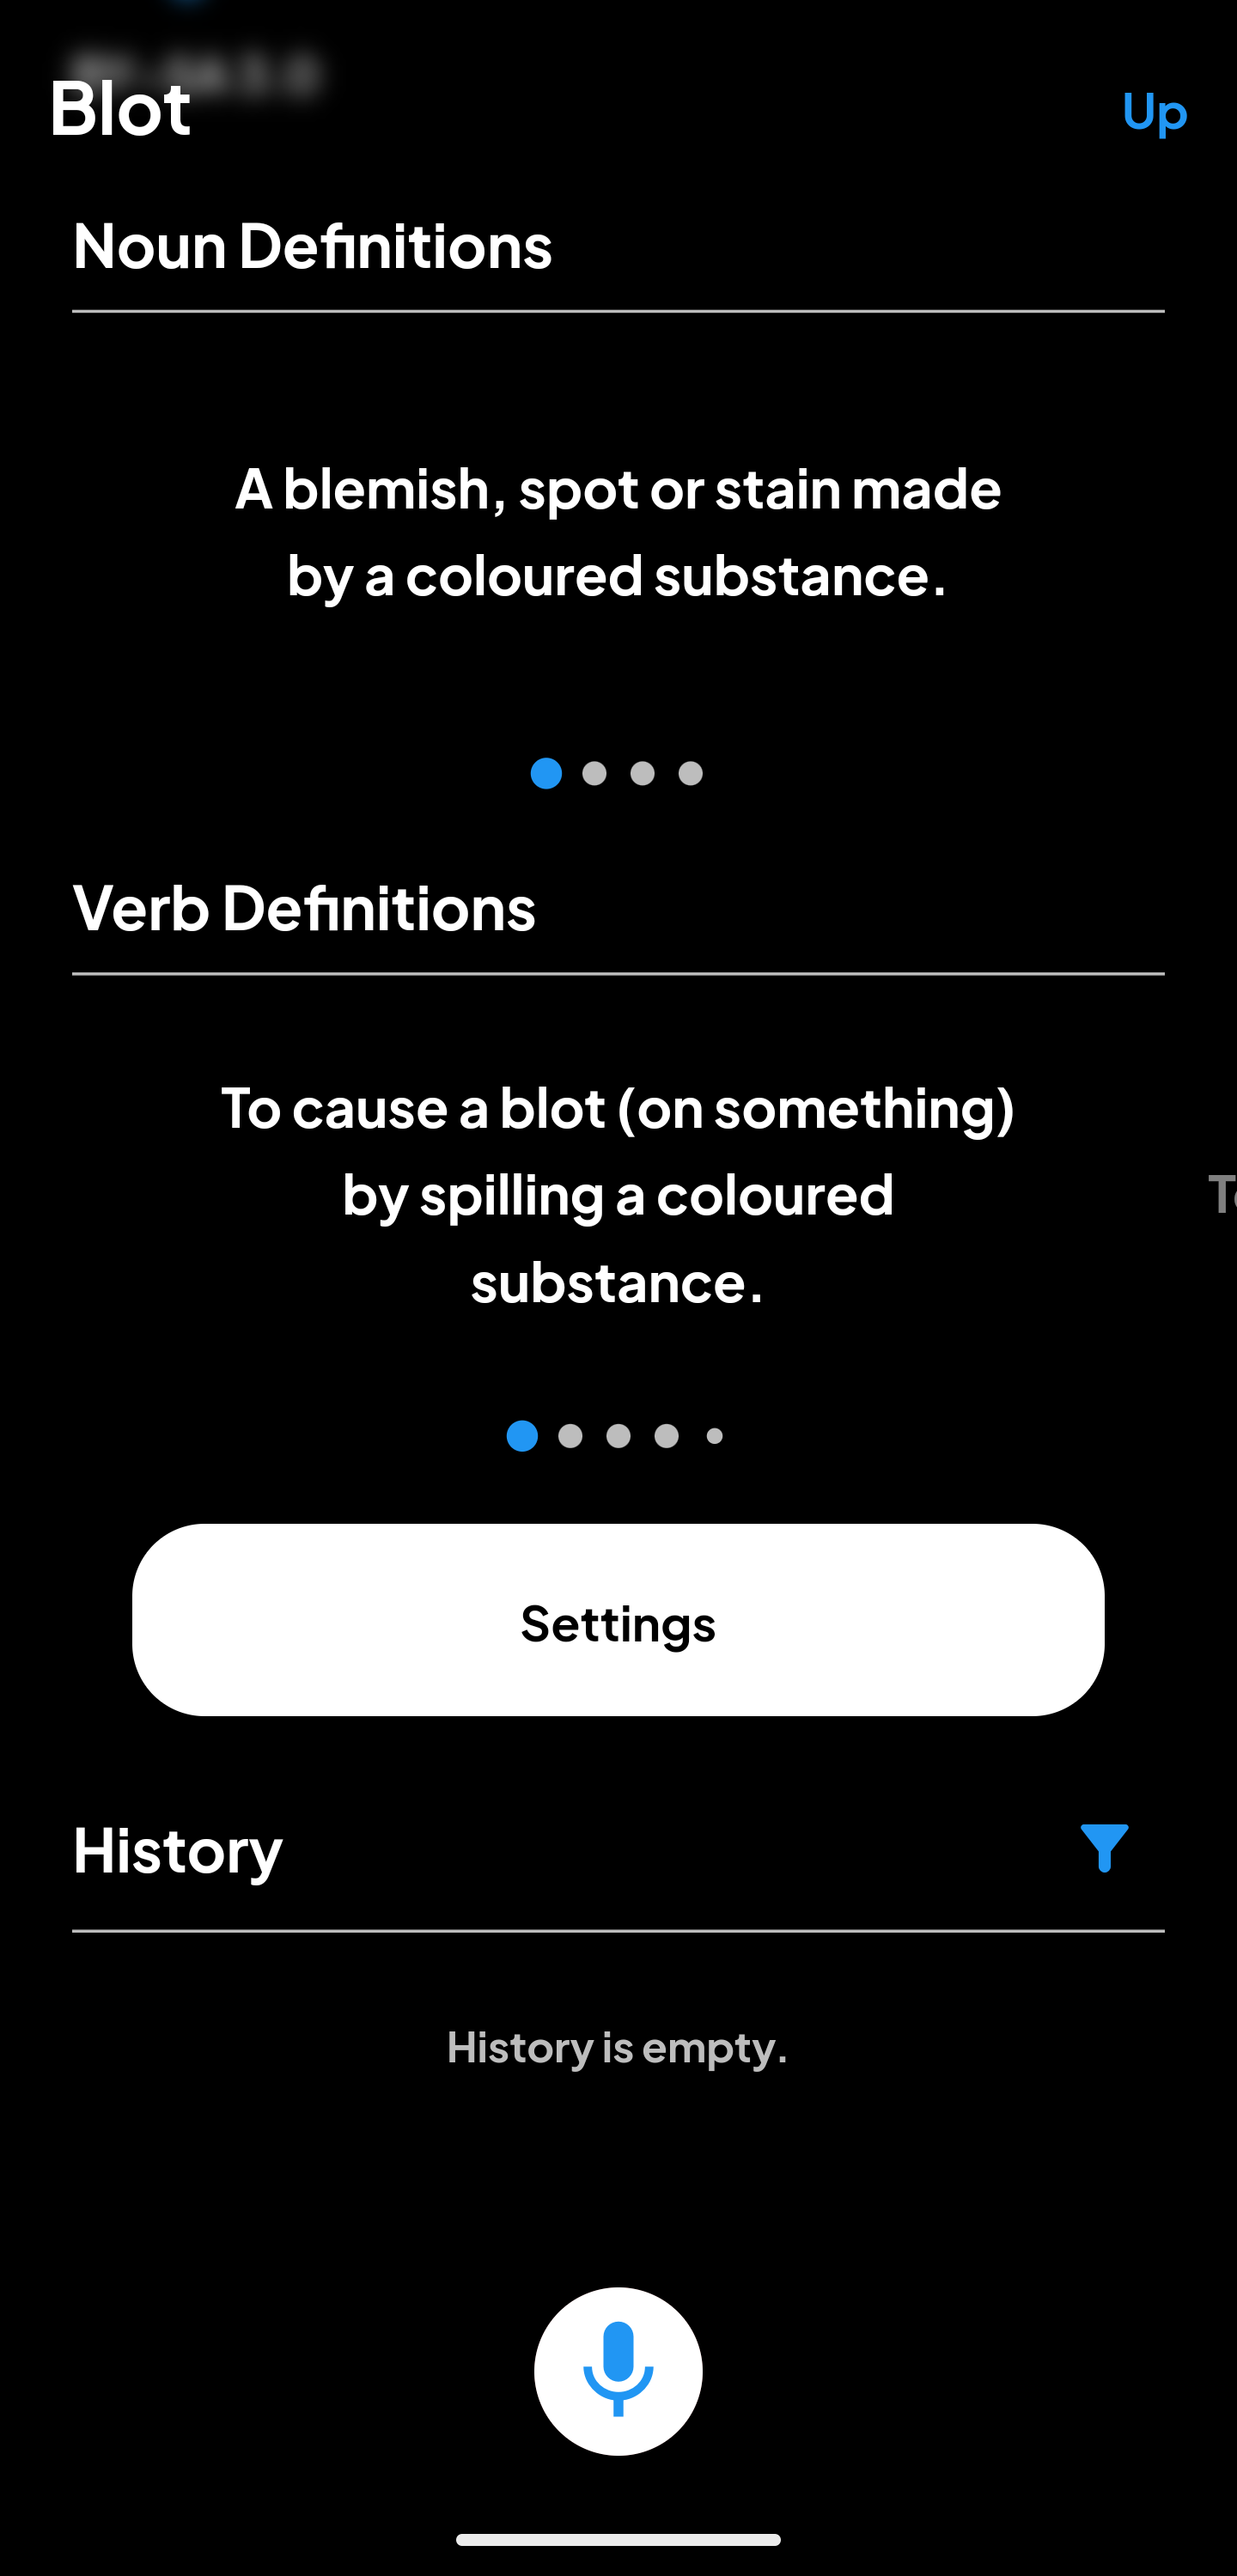 Blot
Up
Noun Definitions
A blemish, spot or stain made
by a coloured substance.
Verb Definitions
To cause a blot (on something)
by spilling a coloured
substance.
Settings
History
History is empty.